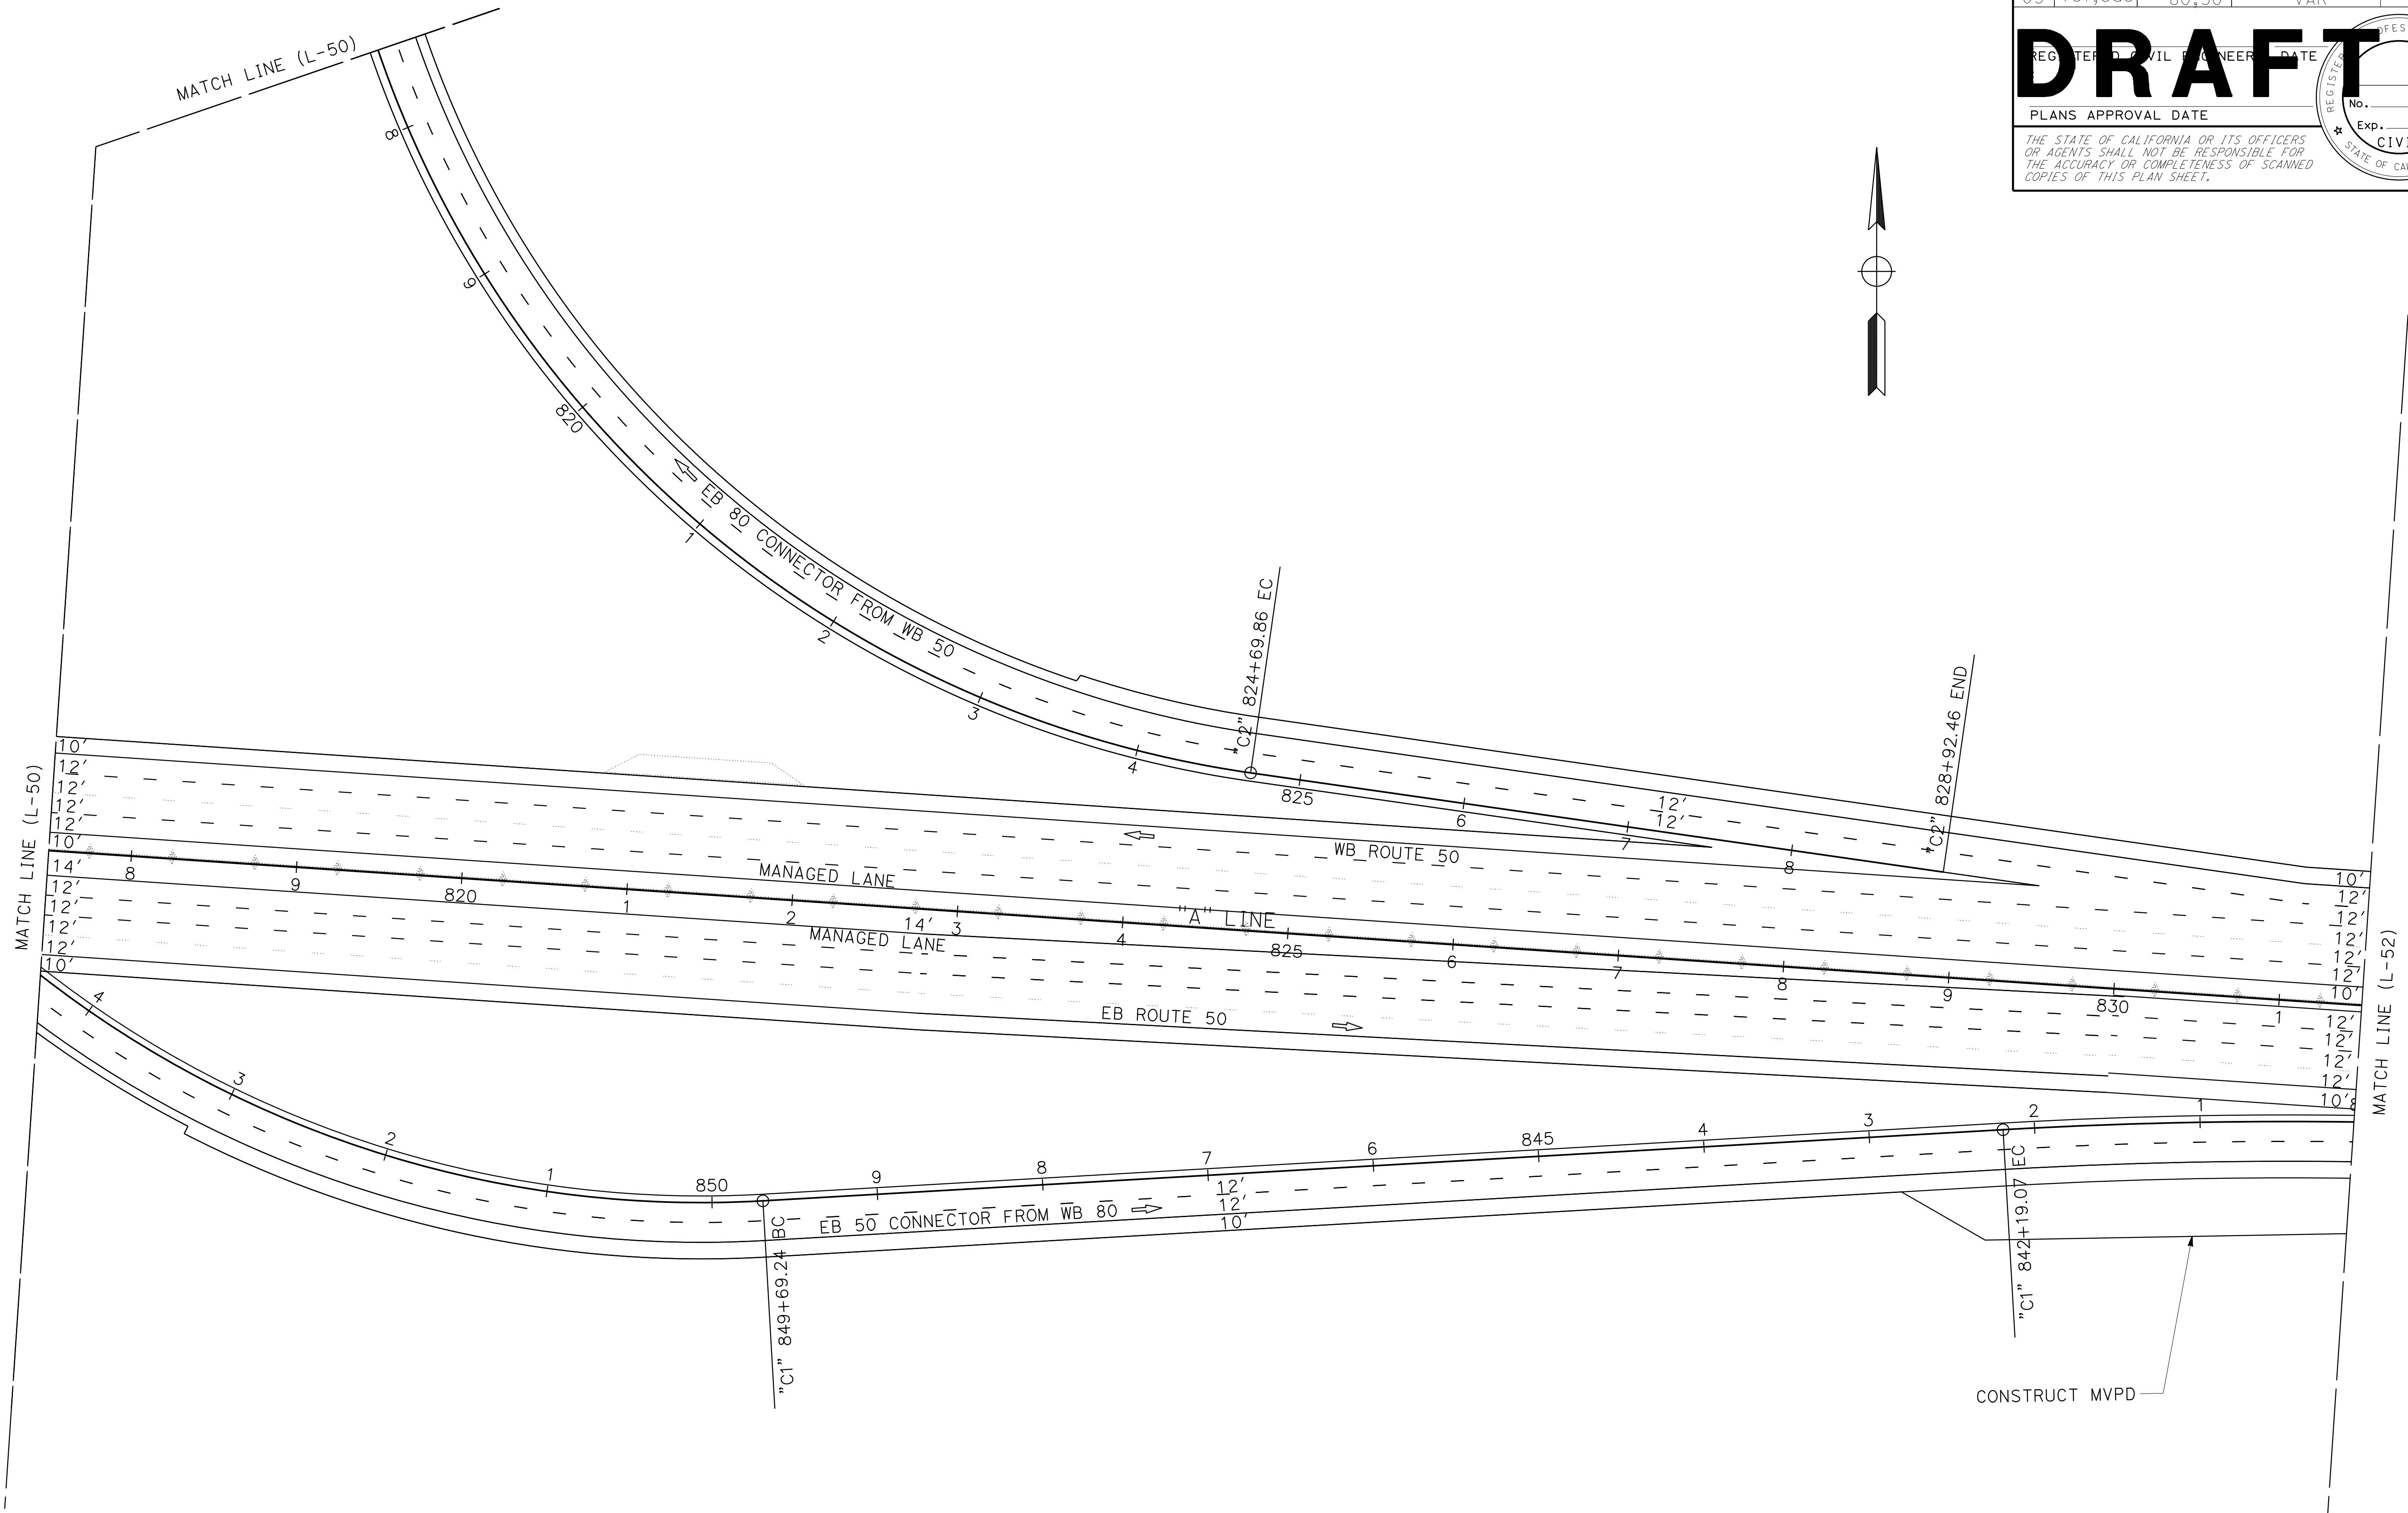 80,50
VAR
DRAFT
REGISTERED CIVIL ENGINEER DATE
PLANS APPROVAL DATE
THE STATE OF CALIFORNIA OR ITS OFFICERS
OR AGENTS SHALL NOT BE RESPONSIBLE FOR
THE ACCURACY OR COMPLETENESS OF SCANNED
COPIES OF THIS PLAN SHEET.
No.
Exp.
MATCH LINE (L-50)
8
9
820
EB 80 CONNECTOR FROM WB 50
1
2
3
4
"C2" 824+69.86 EC
825
6
7
8
12'
12'
"C2" 828+92.46 END
MATCH LINE (L-50)
10'
12'
12'
12'
12'
10'
14'
12'
12'
12'
12'
10'
WB ROUTE 50
MANAGED LANE
"A" LINE
8
9
820
1
2
14'
3
4
825
6
7
8
9
830
1
MANAGED LANE
EB ROUTE 50
10'
12'
12'
12'
12'
12'
10'
12'
12'
12'
12'
10'
MATCH LINE (L-52)
4
3
2
1
850
9
8
7
6
845
4
3
2
1
12'
12'
10'
EB 50 CONNECTOR FROM WB 80
"C1" 849+69.24 BC
"C1" 842+19.07 EC
CONSTRUCT MVPD